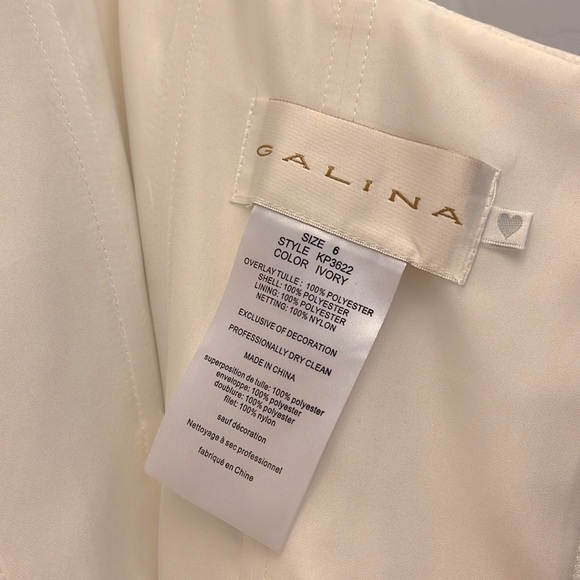 GALINA
SIZE 6
STYLE KP3622
COLOR IVORY
OVERLAY TULLE : 100% POLYESTER
SHELL: 100% POLYESTER
LINING: 100% POLYESTER
NETTING: 100% NYLON
EXCLUSIVE OF DECORATION
PROFESSIONALLY DRY CLEAN
MADE IN CHINA
superposition de tulle: 100% polyester
enveloppe: 100% polyester
doublure: 100% polyester
filet: 100% nylon
sauf décoration
Nettoyage à sec professionnel
fabriqué en Chine